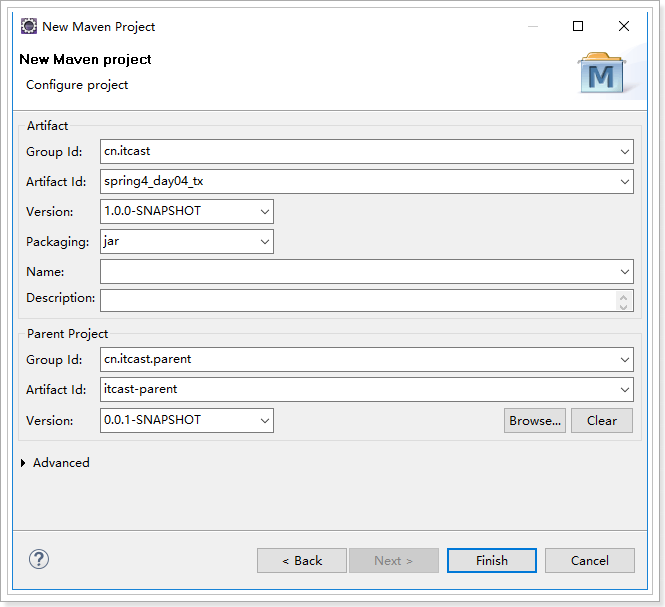 New Maven Project
New Maven project
Configure project
M
Artifact
Group Id: cn.itcast
Artifact Id: spring4_day04_tx
Version: 1.0.0-SNAPSHOT
Packaging: jar
Name:
Description:
Parent Project
Group Id: cn.itcast.parent
Artifact Id: itcast-parent
Version: 0.0.1-SNAPSHOT Browse... Clear
Advanced
? < Back Next > Finish Cancel